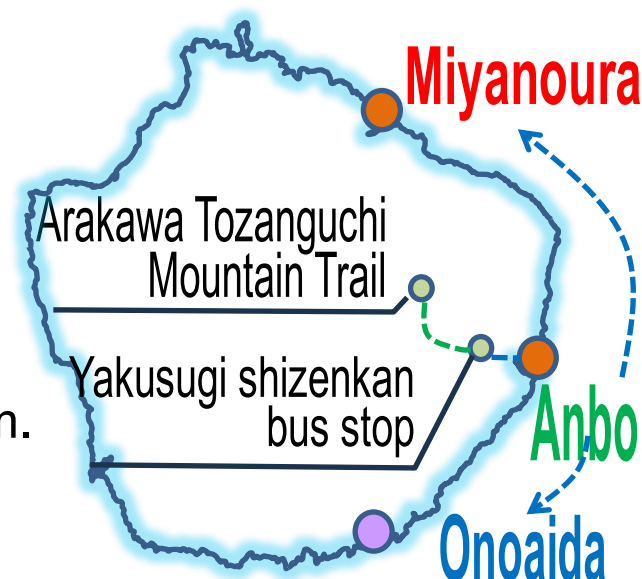 Miyanoura
Arakawa Tozanguchi
Mountain Trail
Yakusugi shizenkan
bus stop
n.
Anbo
Onoaida